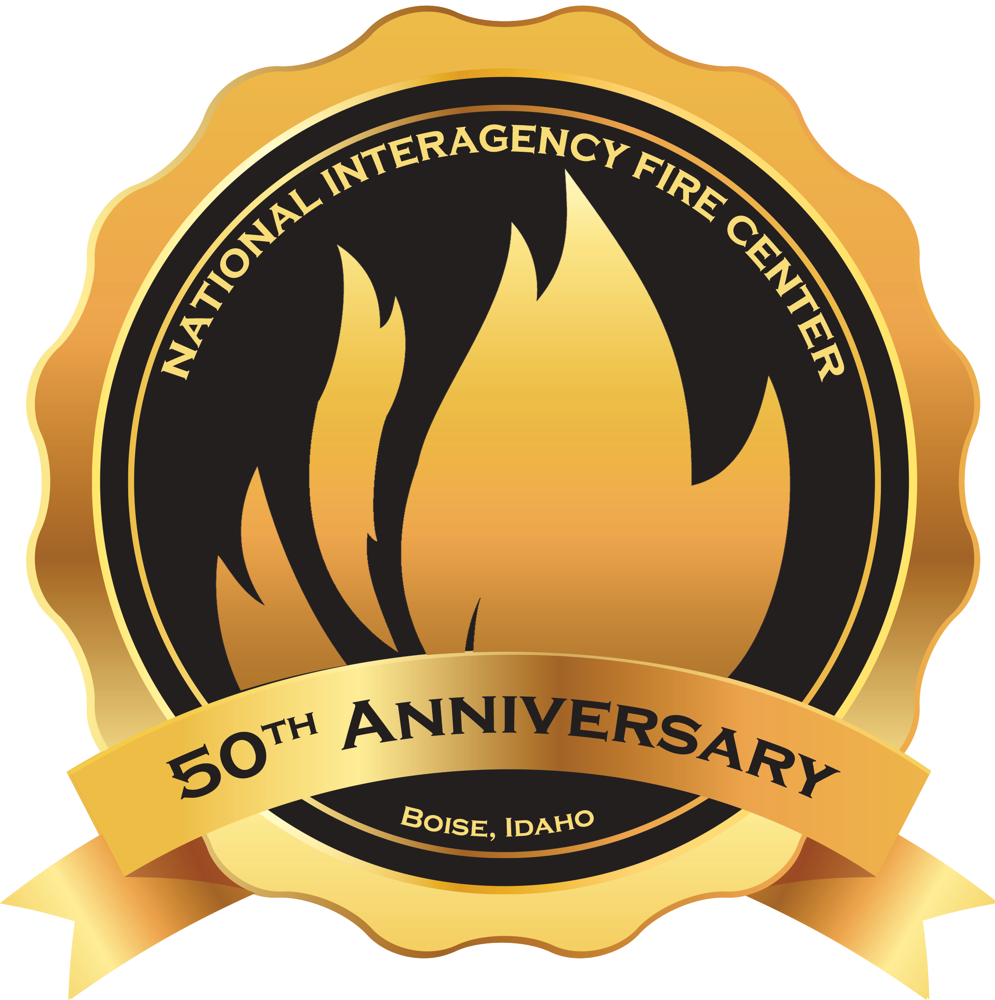 NATIONAL INTERAGENCY FIRE CENTER
50TH ANNIVERSARY
BOISE, IDAHO